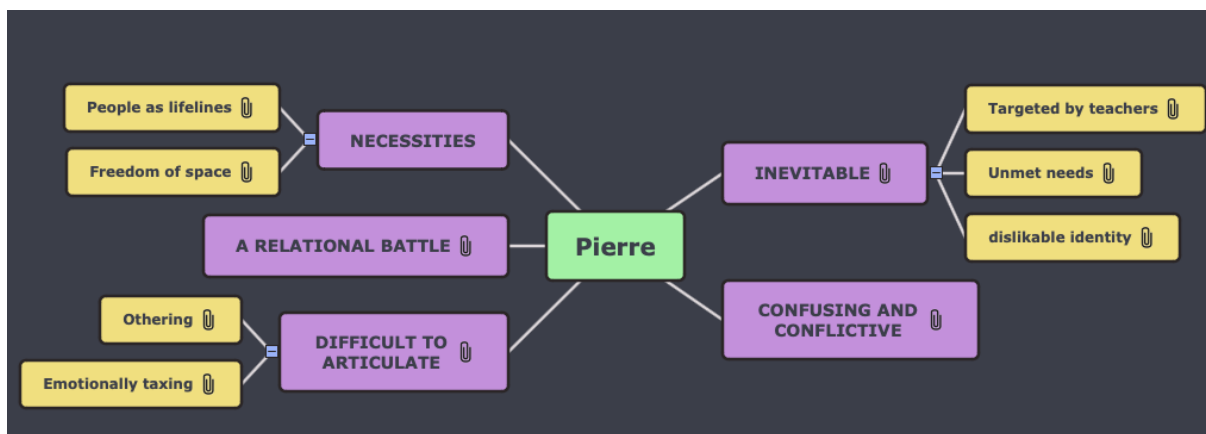 People as lifelines
Freedom of space
NECESSITIES
A RELATIONAL BATTLE
Othering
Emotionally taxing
DIFFICULT TO
ARTICULATE
Pierre
INEVITABLE
Targeted by teachers
Unmet needs
dislikable identity
CONFUSING AND
CONFLICTIVE